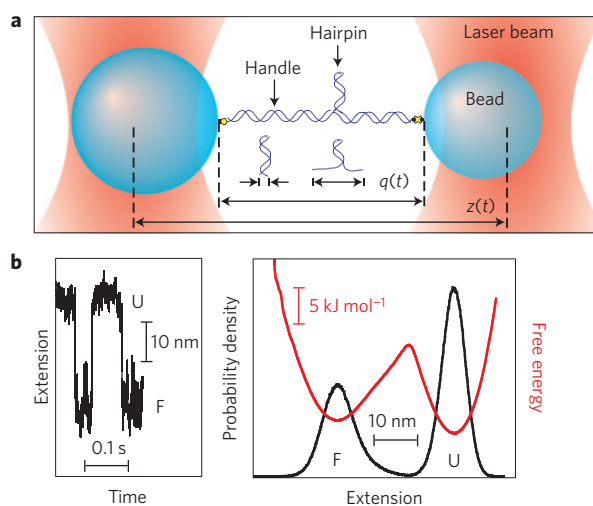 a
Hairpin
Laser beam
Handle
Bead
q(t)
z(t)
b
Extension
U
10 nm
F
0.1 s
Time
Probability density
5 kJ mol⁻¹
10 nm
F
U
Free energy
Extension